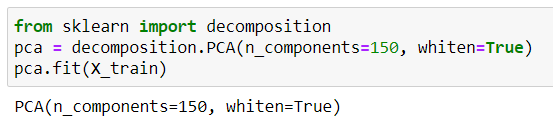 from sklearn import decomposition
pca = decomposition.PCA(n_components=150, whiten=True)
pca.fit(X_train)
PCA(n_components=150, whiten=True)